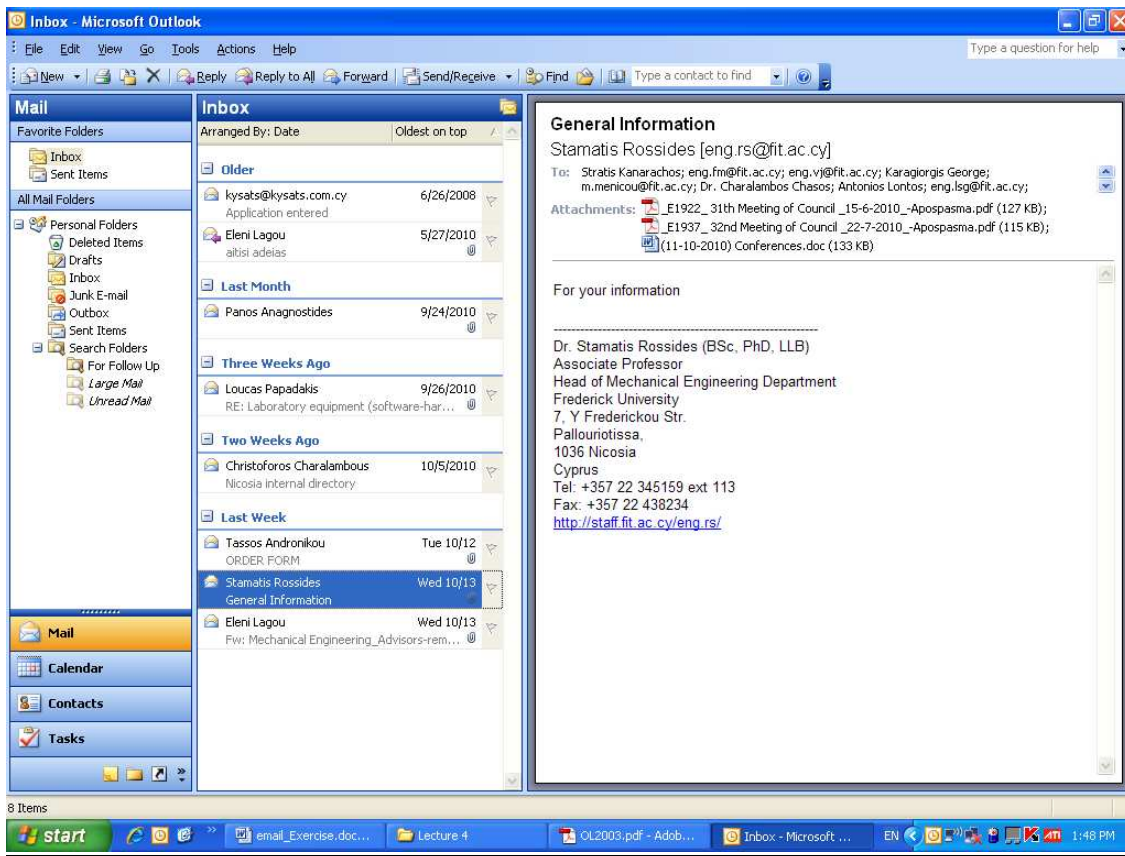 Inbox - Microsoft Outlook
File Edit View Go Tools Actions Help
Type a question for help
New Reply Reply to All Forward Send/Receive Find Type a contact to find
Mail
Favorite Folders
Inbox
Sent Items
All Mail Folders
Personal Folders
Deleted Items
Drafts
Inbox
Junk E-mail
Outbox
Sent Items
Search Folders
For Follow Up
Large Mail
Unread Mail
Mail
Calendar
Contacts
Tasks
Inbox
Arranged By: Date Oldest on top
Older
kysats@kysats.com.cy 6/26/2008
Application entered
Eleni Lagou 5/27/2010
aitisi adeias
Last Month
Panos Anagnostides 9/24/2010
Three Weeks Ago
Loucas Papadakis 9/26/2010
RE: Laboratory equipment (software-har...
Two Weeks Ago
Christoforos Charalambous 10/5/2010
Nicosia internal directory
Last Week
Tassos Andronikou Tue 10/12
ORDER FORM
Stamatis Rossides Wed 10/13
General Information
Eleni Lagou Wed 10/13
Fw: Mechanical Engineering_Advisors-rem...
General Information
Stamatis Rossides [eng.rs@fit.ac.cy]
To: Stratis Kanarachos; eng.fm@fit.ac.cy; eng.vj@fit.ac.cy; Karagiorgis George;
m.menicou@fit.ac.cy; Dr. Charalambos Chasos; Antonios Lontos; eng.lsg@fit.ac.cy;
Attachments: _E1922_ 31th Meeting of Council _15-6-2010_-Apospasma.pdf (127 KB);
_E1937_ 32nd Meeting of Council _22-7-2010_-Apospasma.pdf (115 KB);
(11-10-2010) Conferences.doc (133 KB)
For your information
------------------------------------------------------------
Dr. Stamatis Rossides (BSc, PhD, LLB)
Associate Professor
Head of Mechanical Engineering Department
Frederick University
7, Y Frederickou Str.
Pallouriotissa,
1036 Nicosia
Cyprus
Tel: +357 22 345159 ext 113
Fax: +357 22 438234
http://staff.fit.ac.cy/eng.rs/
8 Items
start email_Exercise.doc... Lecture 4 OL2003.pdf - Adob... Inbox - Microsoft ... EN ATI 1:48 PM